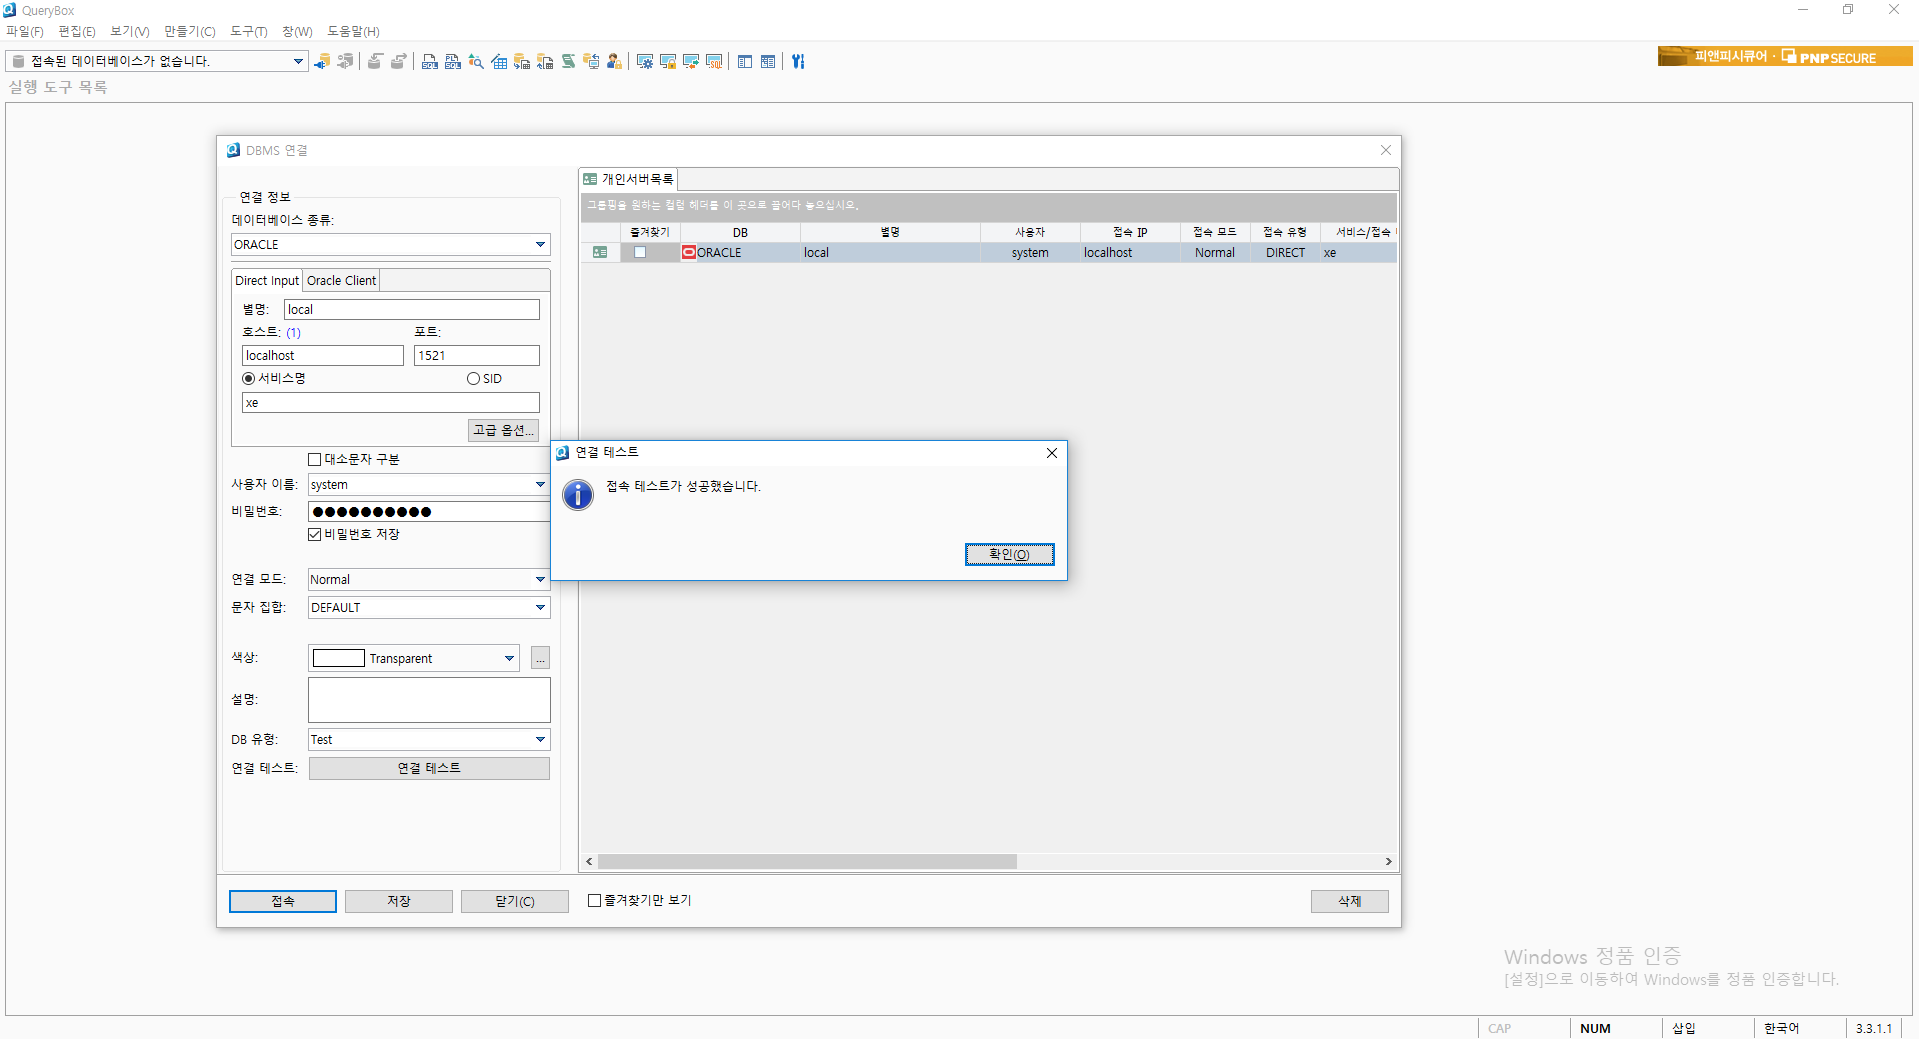 QueryBox
파일(F) 편집(E) 보기(V) 만들기(C) 도구(T) 창(W) 도움말(H)
접속된 데이터베이스가 없습니다.
피앤피시큐어 · PNPSECURE
실행 도구 목록
DBMS 연결
연결 정보
데이터베이스 종류:
ORACLE
Direct Input Oracle Client
별명: local
호스트: (1) 포트:
localhost 1521
서비스명 SID
xe
고급 옵션...
대소문자 구분
사용자 이름: system
비밀번호: ●●●●●●●●●●
비밀번호 저장
연결 모드: Normal
문자 집합: DEFAULT
색상: Transparent ...
설명:
DB 유형: Test
연결 테스트: 연결 테스트
개인서버목록
그룹핑을 원하는 컬럼 헤더를 이 곳으로 끌어다 놓으십시오.
즐겨찾기 DB 별명 사용자 접속 IP 접속 모드 접속 유형 서비스/접속
ORACLE local system localhost Normal DIRECT xe
연결 테스트
접속 테스트가 성공했습니다.
확인(O)
접속 저장 닫기(C) 즐겨찾기만 보기 삭제
Windows 정품 인증
[설정]으로 이동하여 Windows를 정품 인증합니다.
CAP NUM 삽입 한국어 3.3.1.1